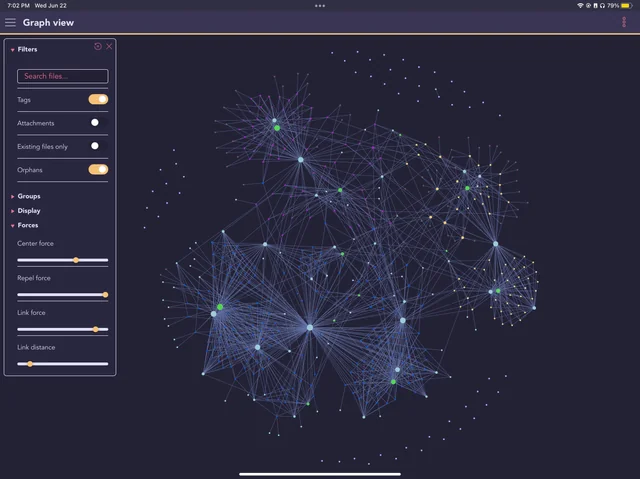 7:02 PM Wed Jun 22
79%
Graph view
Filters
Search files...
Tags
Attachments
Existing files only
Orphans
Groups
Display
Forces
Center force
Repel force
Link force
Link distance